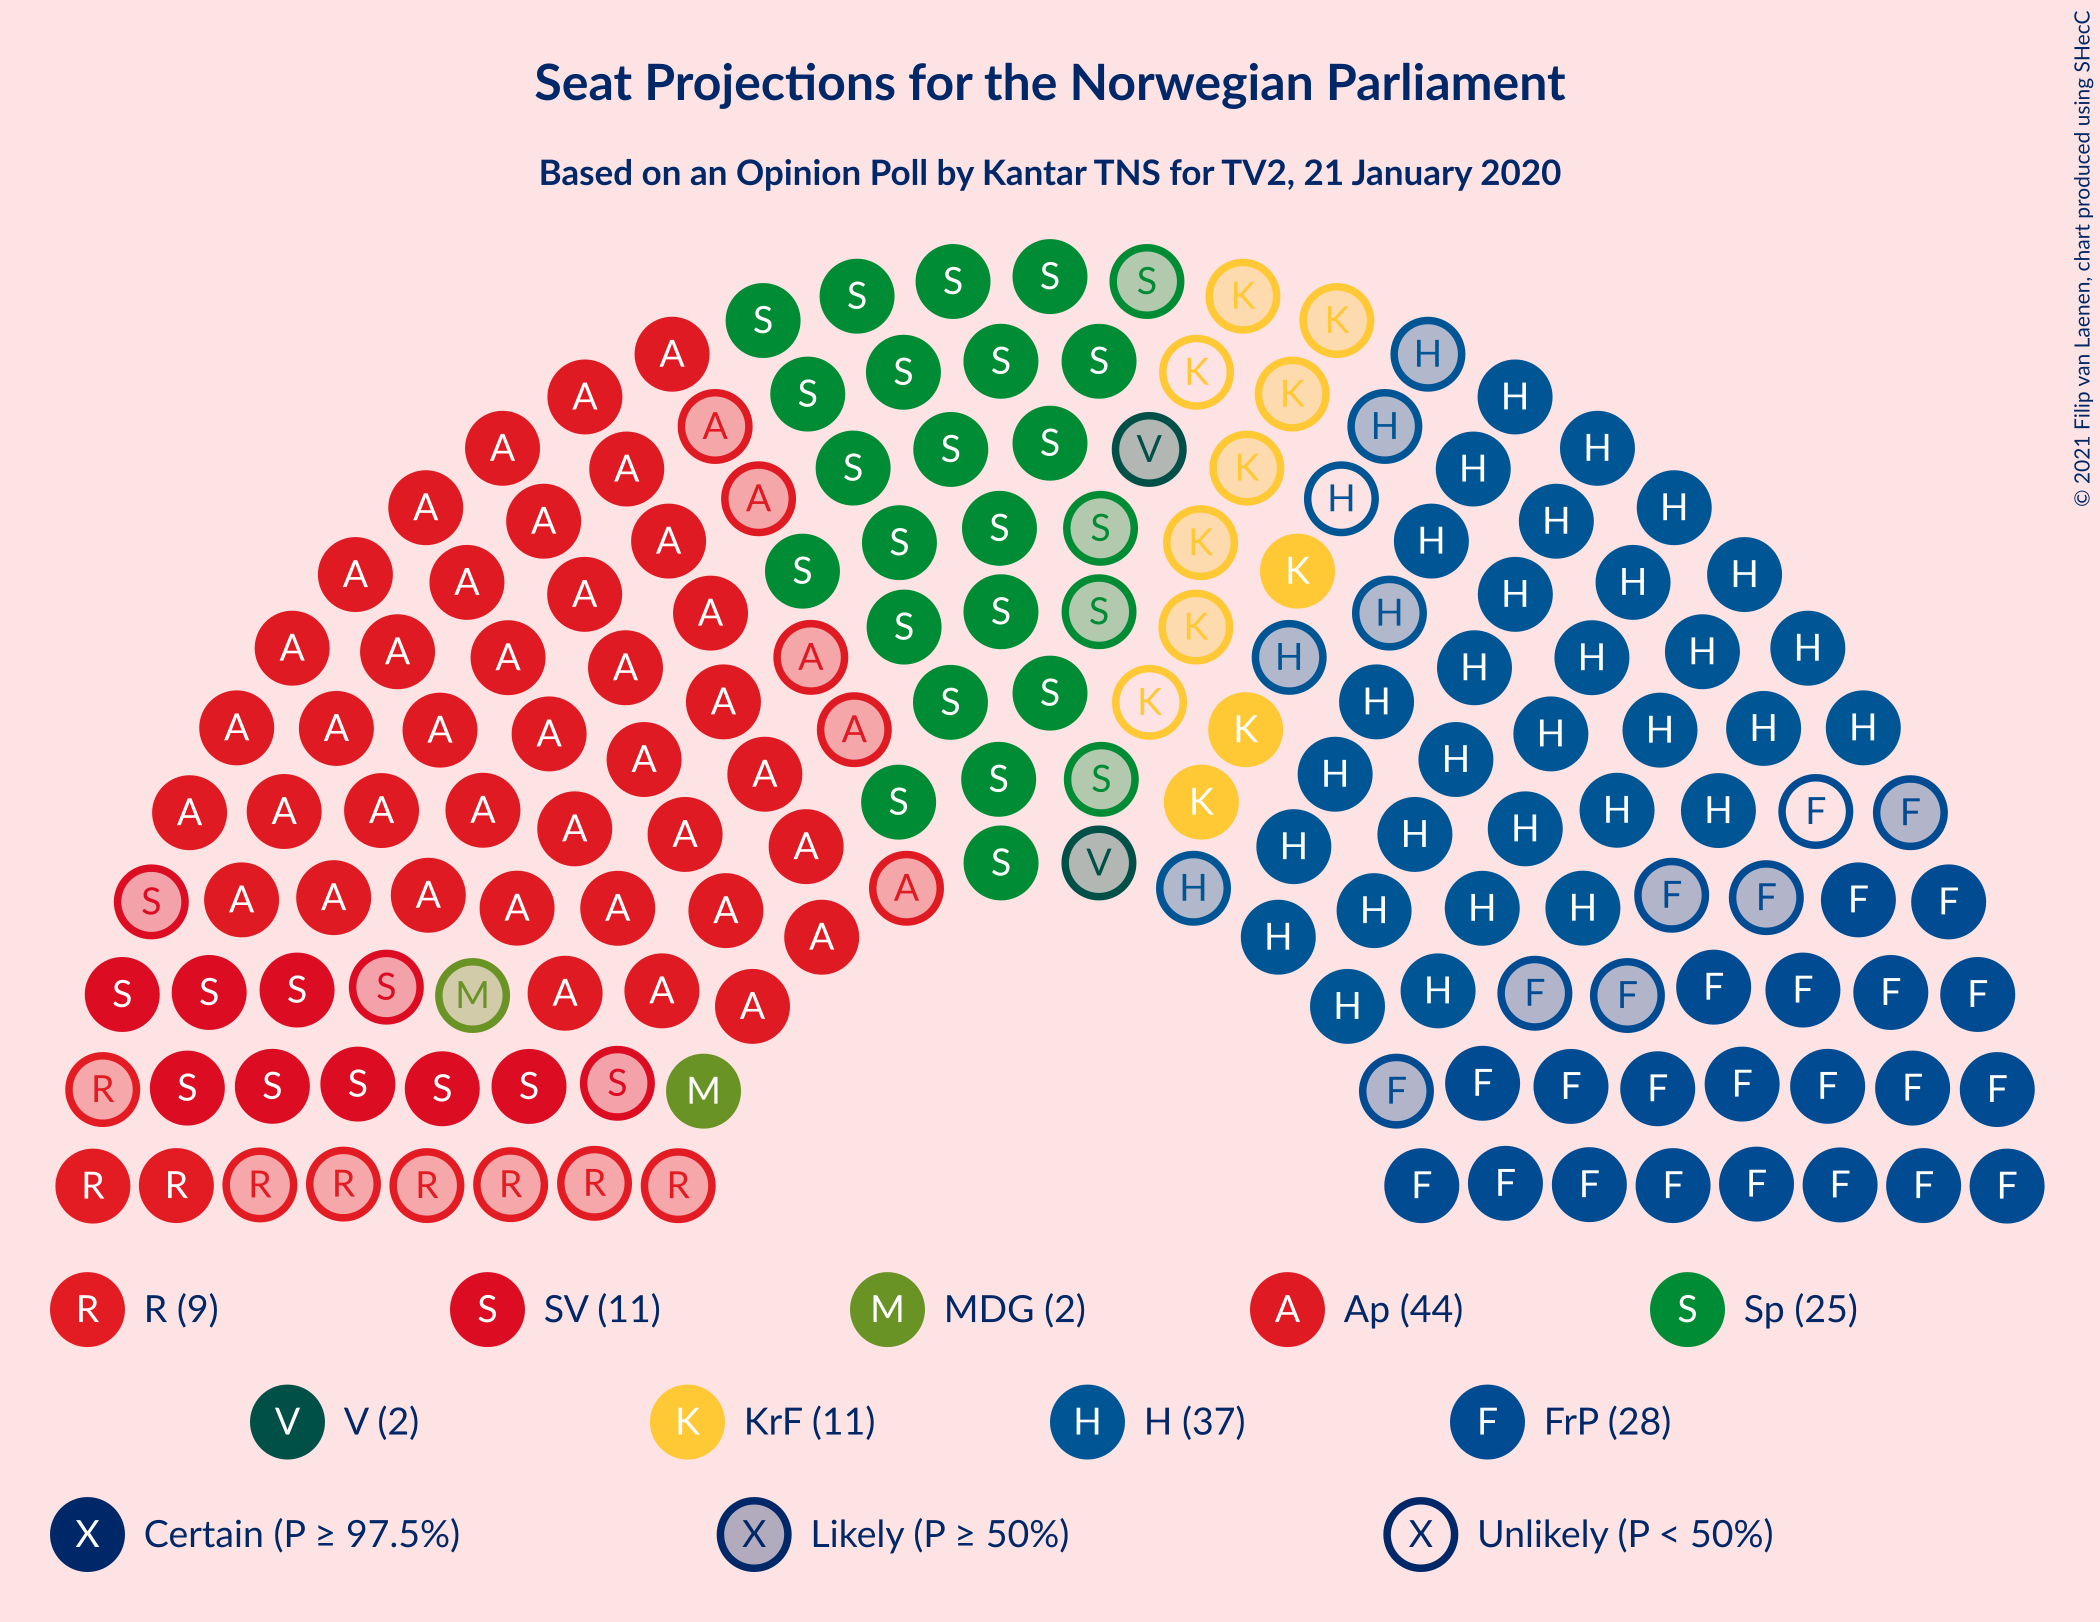 Seat Projections for the Norwegian Parliament
Based on an Opinion Poll by Kantar TNS for TV2, 21 January 2020
© 2021 Filip van Laenen, chart produced using SHecC
S S S S S K K H
A S S S S K K H H
A A A S S S V K H H H
A A A A S S S S K K H H H H
A A A A A S S S K H H H H H
A A A A A A S S K K H H H H H H
A A A A A A A S S S K H H H H H H H
A A A A A A A A S V H H H H H H F F
S A A A A A A A A H H H H F F F F
S S S S M A A A H H F F F F F F
R S S S S S S M F F F F F F F F
R R R R R R R R F F F F F F F F
R R (9) S SV (11) M MDG (2) A Ap (44) S Sp (25)
V V (2) K KrF (11) H H (37) F FrP (28)
X Certain (P ≥ 97.5%) X Likely (P ≥ 50%) X Unlikely (P < 50%)